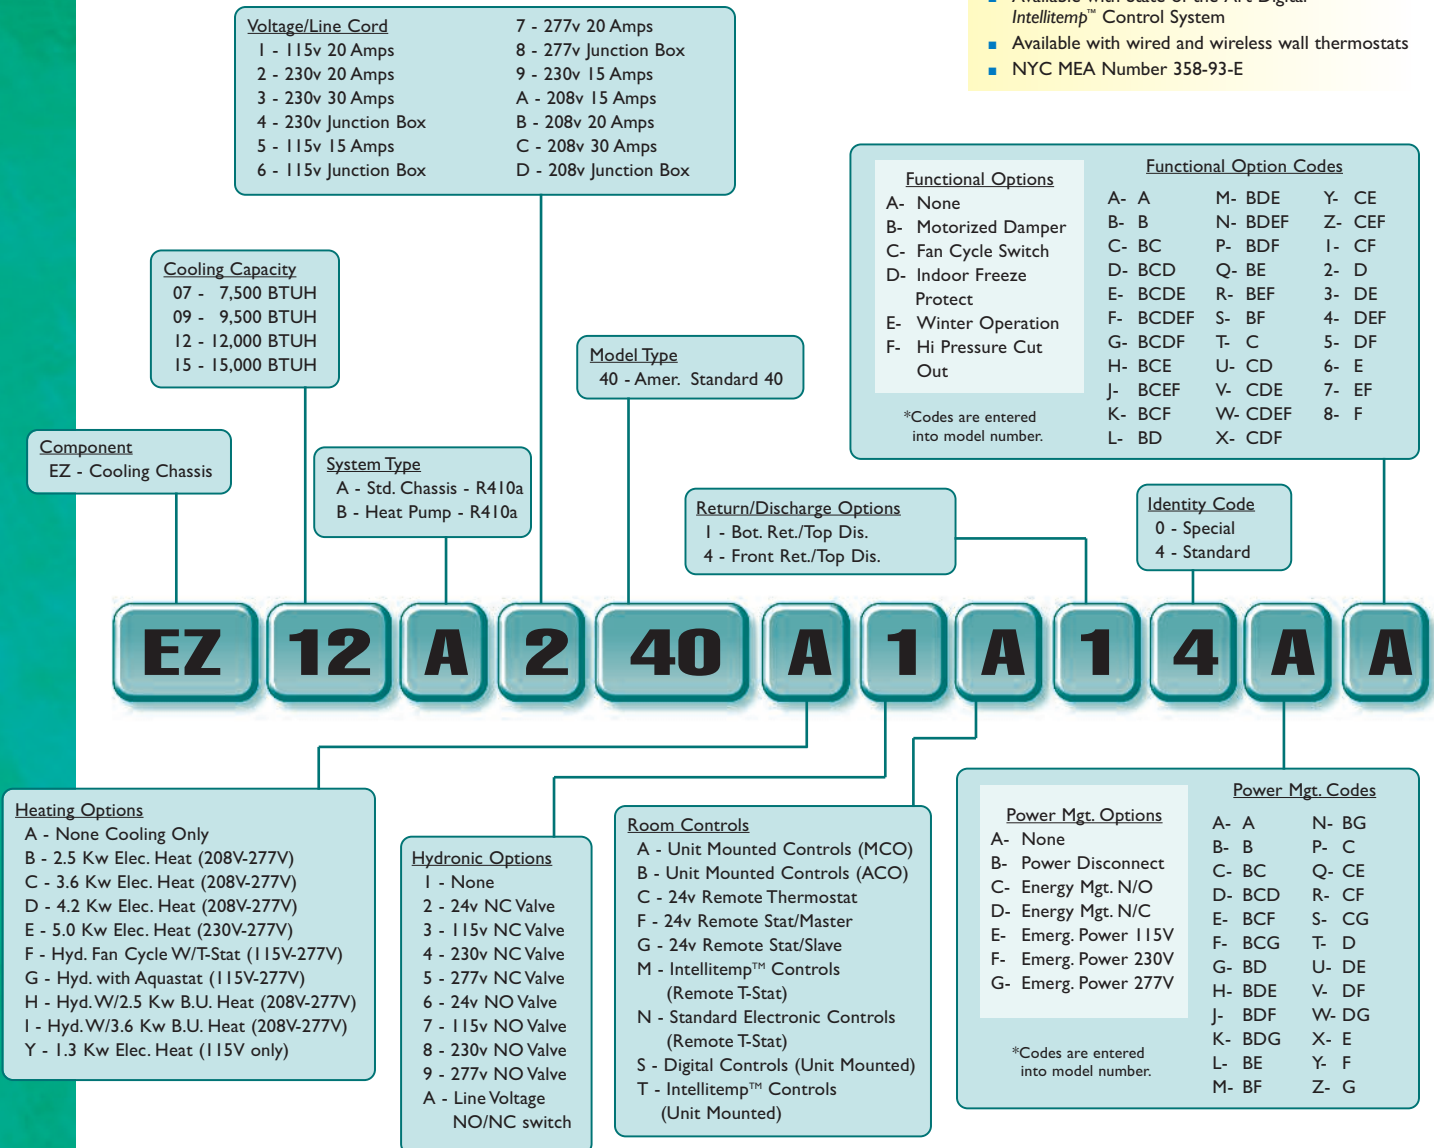 Available with State of the Art Digital
Intellitemp™ Control System
Available with wired and wireless wall thermostats
NYC MEA Number 358-93-E
Voltage/Line Cord
1 - 115v 20 Amps
2 - 230v 20 Amps
3 - 230v 30 Amps
4 - 230v Junction Box
5 - 115v 15 Amps
6 - 115v Junction Box
7 - 277v 20 Amps
8 - 277v Junction Box
9 - 230v 15 Amps
A - 208v 15 Amps
B - 208v 20 Amps
C - 208v 30 Amps
D - 208v Junction Box
Functional Options
A- None
B- Motorized Damper
C- Fan Cycle Switch
D- Indoor Freeze
Protect
E- Winter Operation
F- Hi Pressure Cut
Out
*Codes are entered
into model number.
Functional Option Codes
A- A
B- B
C- BC
D- BCD
E- BCDE
F- BCDEF
G- BCDF
H- BCE
J- BCEF
K- BCF
L- BD
M- BDE
N- BDEF
P- BDF
Q- BE
R- BEF
S- BF
T- C
U- CD
V- CDE
W- CDEF
X- CDF
Y- CE
Z- CEF
1- CF
2- D
3- DE
4- DEF
5- DF
6- E
7- EF
8- F
Cooling Capacity
07 - 7,500 BTUH
09 - 9,500 BTUH
12 - 12,000 BTUH
15 - 15,000 BTUH
Model Type
40 - Amer. Standard 40
Component
EZ - Cooling Chassis
System Type
A - Std. Chassis - R410a
B - Heat Pump - R410a
Return/Discharge Options
1 - Bot. Ret./Top Dis.
4 - Front Ret./Top Dis.
Identity Code
0 - Special
4 - Standard
EZ 12 A 2 40 A 1 A 1 4 A A
Heating Options
A - None Cooling Only
B - 2.5 Kw Elec. Heat (208V-277V)
C - 3.6 Kw Elec. Heat (208V-277V)
D - 4.2 Kw Elec. Heat (208V-277V)
E - 5.0 Kw Elec. Heat (230V-277V)
F - Hyd. Fan Cycle W/T-Stat (115V-277V)
G - Hyd. with Aquastat (115V-277V)
H - Hyd. W/2.5 Kw B.U. Heat (208V-277V)
I - Hyd. W/3.6 Kw B.U. Heat (208V-277V)
Y - 1.3 Kw Elec. Heat (115V only)
Hydronic Options
1 - None
2 - 24v NC Valve
3 - 115v NC Valve
4 - 230v NC Valve
5 - 277v NC Valve
6 - 24v NO Valve
7 - 115v NO Valve
8 - 230v NO Valve
9 - 277v NO Valve
A - Line Voltage
NO/NC switch
Room Controls
A - Unit Mounted Controls (MCO)
B - Unit Mounted Controls (ACO)
C - 24v Remote Thermostat
F - 24v Remote Stat/Master
G - 24v Remote Stat/Slave
M - Intellitemp™ Controls
(Remote T-Stat)
N - Standard Electronic Controls
(Remote T-Stat)
S - Digital Controls (Unit Mounted)
T - Intellitemp™ Controls
(Unit Mounted)
Power Mgt. Options
A- None
B- Power Disconnect
C- Energy Mgt. N/O
D- Energy Mgt. N/C
E- Emerg. Power 115V
F- Emerg. Power 230V
G- Emerg. Power 277V
*Codes are entered
into model number.
Power Mgt. Codes
A- A
B- B
C- BC
D- BCD
E- BCF
F- BCG
G- BD
H- BDE
J- BDF
K- BDG
L- BE
M- BF
N- BG
P- C
Q- CE
R- CF
S- CG
T- D
U- DE
V- DF
W- DG
X- E
Y- F
Z- G